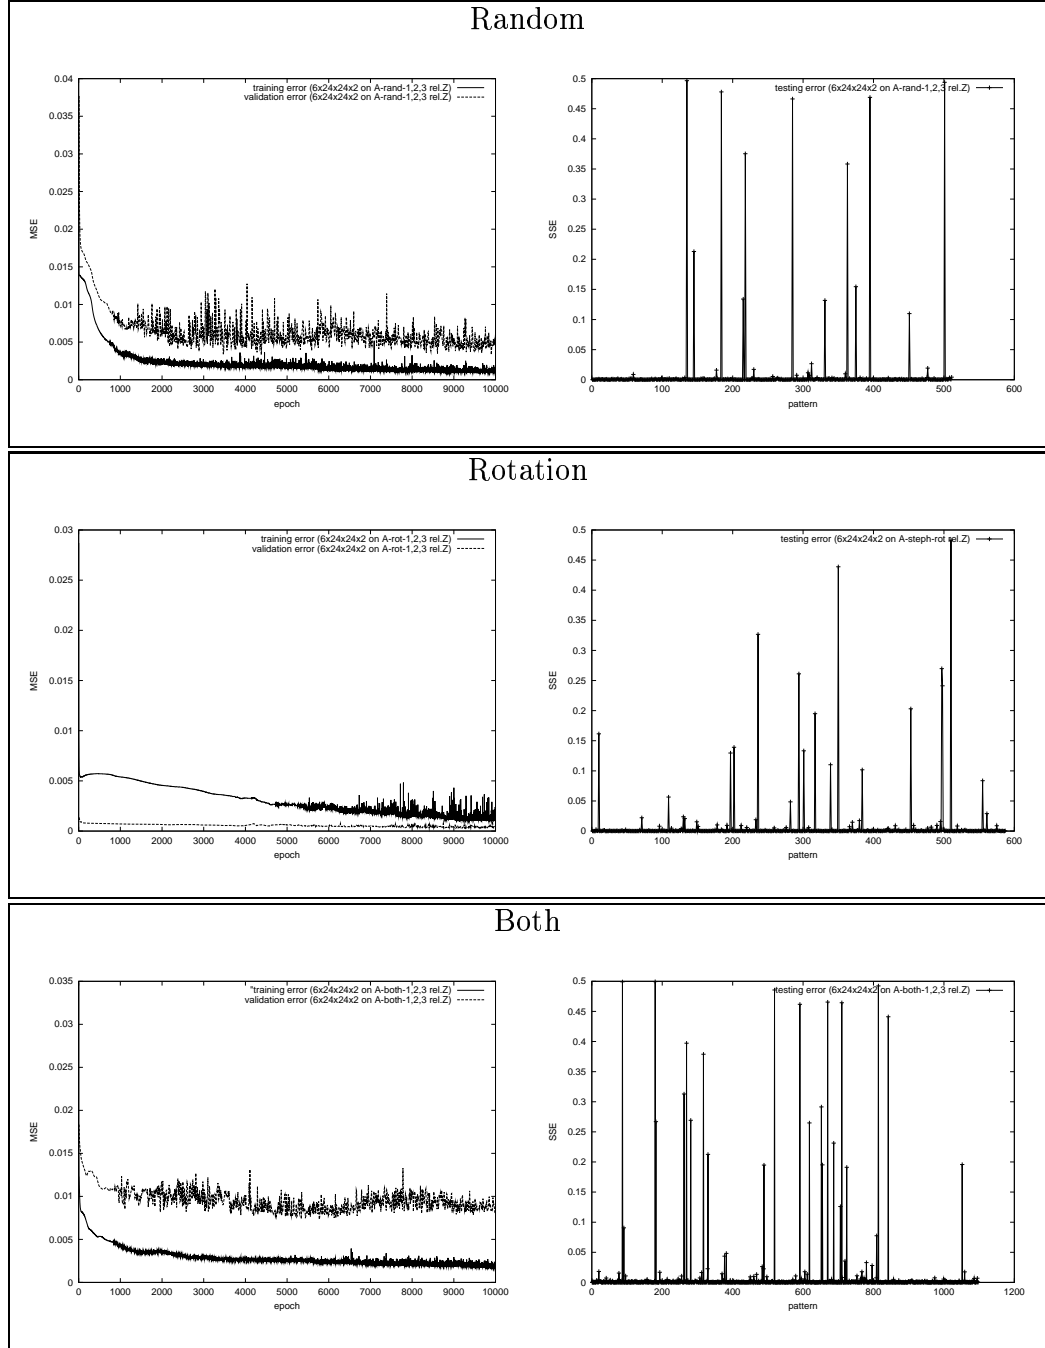 Random
0.04
0.035
0.03
0.025
0.02
0.015
0.01
0.005
0
MSE
training error (6x24x24x2 on A-rand-1,2,3 rel.Z)
validation error (6x24x24x2 on A-rand-1,2,3 rel.Z)
0 1000 2000 3000 4000 5000 6000 7000 8000 9000 10000
epoch
0.5
0.45
0.4
0.35
0.3
0.25
0.2
0.15
0.1
0.05
0
SSE
testing error (6x24x24x2 on A-rand-1,2,3 rel.Z)
0 100 200 300 400 500 600
pattern
Rotation
0.03
0.025
0.02
0.015
0.01
0.005
0
MSE
training error (6x24x24x2 on A-rot-1,2,3 rel.Z)
validation error (6x24x24x2 on A-rot-1,2,3 rel.Z)
0 1000 2000 3000 4000 5000 6000 7000 8000 9000 10000
epoch
0.5
0.45
0.4
0.35
0.3
0.25
0.2
0.15
0.1
0.05
0
SSE
testing error (6x24x24x2 on A-steph-rot rel.Z)
0 100 200 300 400 500 600
pattern
Both
0.035
0.03
0.025
0.02
0.015
0.01
0.005
0
MSE
"training error (6x24x24x2 on A-both-1,2,3 rel.Z)
validation error (6x24x24x2 on A-both-1,2,3 rel.Z)
0 1000 2000 3000 4000 5000 6000 7000 8000 9000 10000
epoch
0.5
0.45
0.4
0.35
0.3
0.25
0.2
0.15
0.1
0.05
0
SSE
testing error (6x24x24x2 on A-both-1,2,3 rel.Z)
0 200 400 600 800 1000 1200
pattern